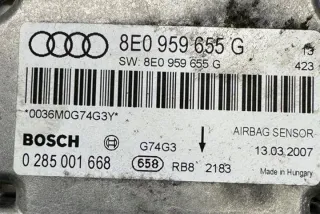 8E0 959 655 G
13
SW: 8E0 959 655 G
423
*0036M0G74G3Y*
BOSCH
G74G3
AIRBAG SENSOR
0 285 001 668
658
RB8 2183
13.03.2007
Made in Hungary